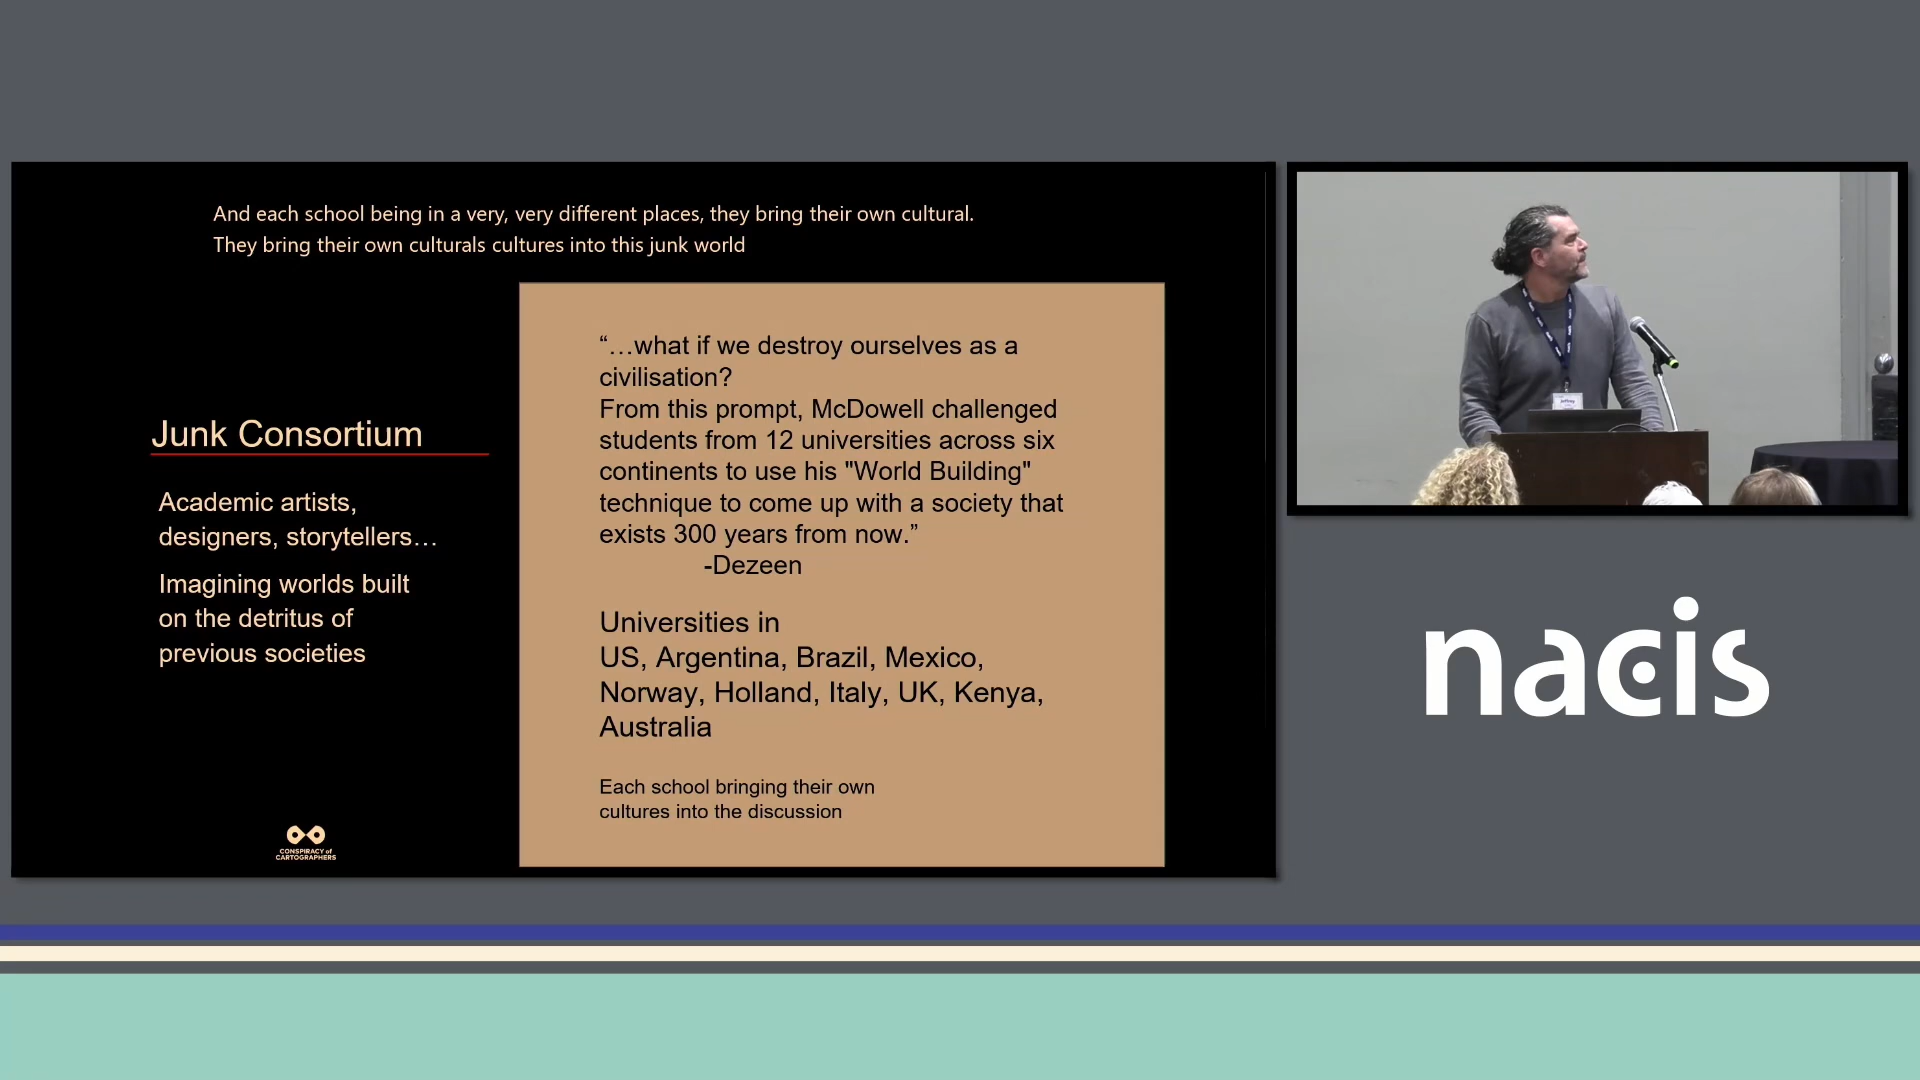 And each school being in a very, very different places, they bring their own cultural.
They bring their own culturals cultures into this junk world
Junk Consortium
Academic artists,
designers, storytellers…
Imagining worlds built
on the detritus of
previous societies
CONSPIRACY of
CARTOGRAPHERS
“…what if we destroy ourselves as a
civilisation?
From this prompt, McDowell challenged
students from 12 universities across six
continents to use his "World Building"
technique to come up with a society that
exists 300 years from now.”
-Dezeen
Universities in
US, Argentina, Brazil, Mexico,
Norway, Holland, Italy, UK, Kenya,
Australia
Each school bringing their own
cultures into the discussion
Jeffrey
nacis